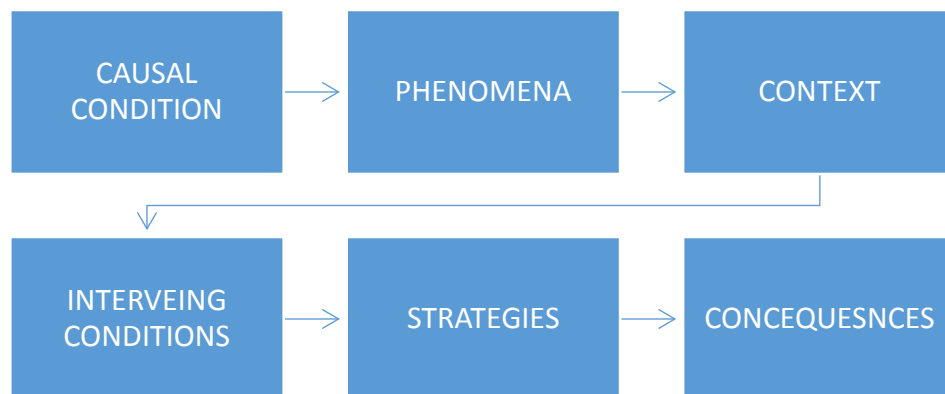 CAUSAL
CONDITION
PHENOMENA
CONTEXT
INTERVEING
CONDITIONS
STRATEGIES
CONCEQUESNCES